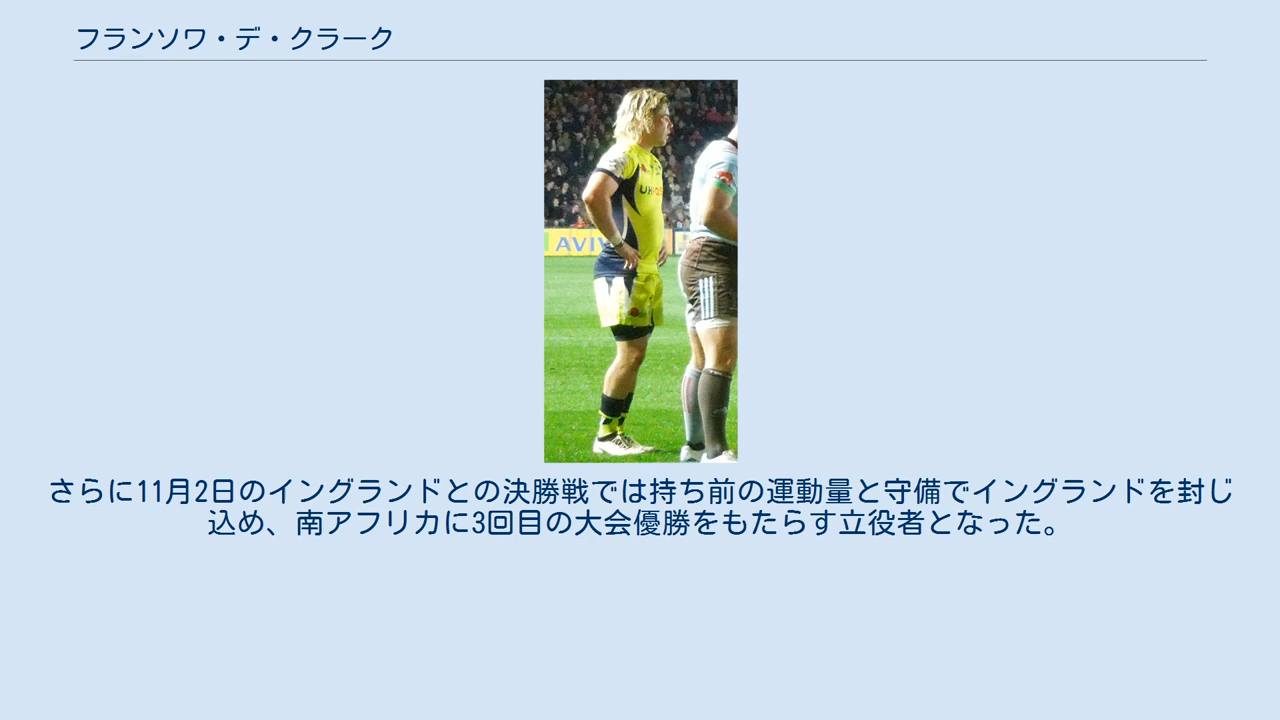 フランソワ・デ・クラーク
AVIV
さらに11月2日のイングランドとの決勝戦では持ち前の運動量と守備でイングランドを封じ
込め、南アフリカに3回目の大会優勝をもたらす立役者となった。